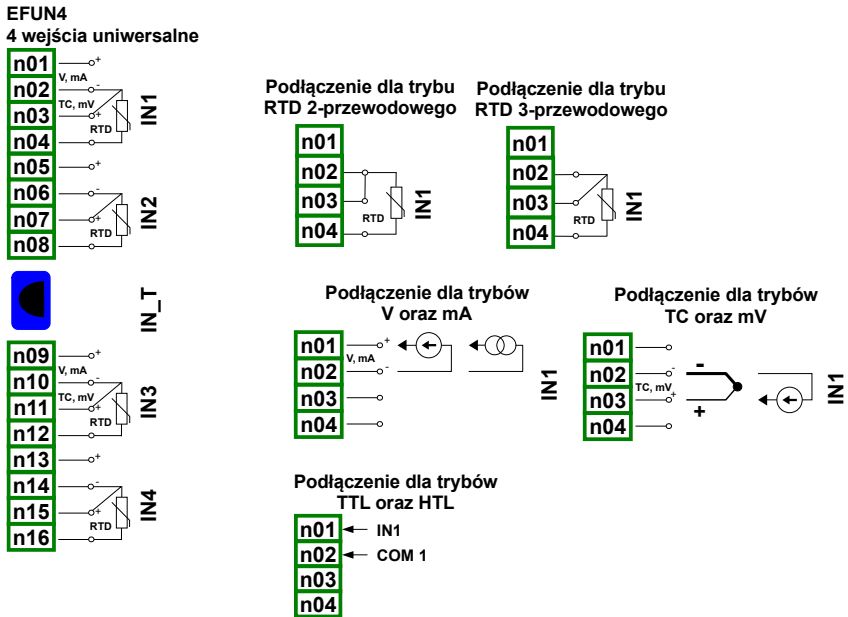 EFUN4
4 wejścia uniwersalne
n01
+
V, mA
n02
-
TC, mV
n03
+
RTD
n04
IN1
n05
+
n06
-
n07
+
RTD
n08
IN2
IN_T
n09
+
V, mA
n10
-
TC, mV
n11
+
RTD
n12
IN3
n13
+
n14
-
n15
+
RTD
n16
IN4
Podłączenie dla trybu
RTD 2-przewodowego
n01
n02
n03
RTD
n04
IN1
Podłączenie dla trybu
RTD 3-przewodowego
n01
n02
n03
RTD
n04
IN1
Podłączenie dla trybów
V oraz mA
n01
+
V, mA
n02
-
n03
n04
IN1
Podłączenie dla trybów
TC oraz mV
n01
n02
-
-
TC, mV
n03
+
+
n04
IN1
Podłączenie dla trybów
TTL oraz HTL
n01 IN1
n02 COM 1
n03
n04